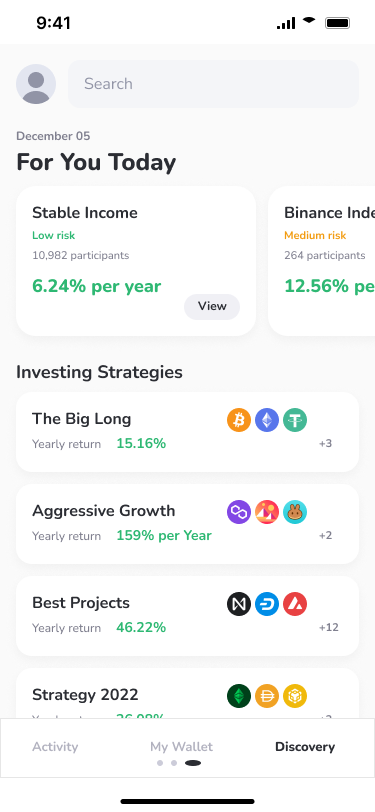 9:41
Search
December 05
For You Today
Stable Income
Low risk
10,982 participants
6.24% per year
View
Binance Inde
Medium risk
264 participants
12.56% pe
Investing Strategies
The Big Long
Yearly return 15.16%
+3
Aggressive Growth
Yearly return 159% per Year
+2
Best Projects
Yearly return 46.22%
+12
Strategy 2022
Activity
My Wallet
Discovery